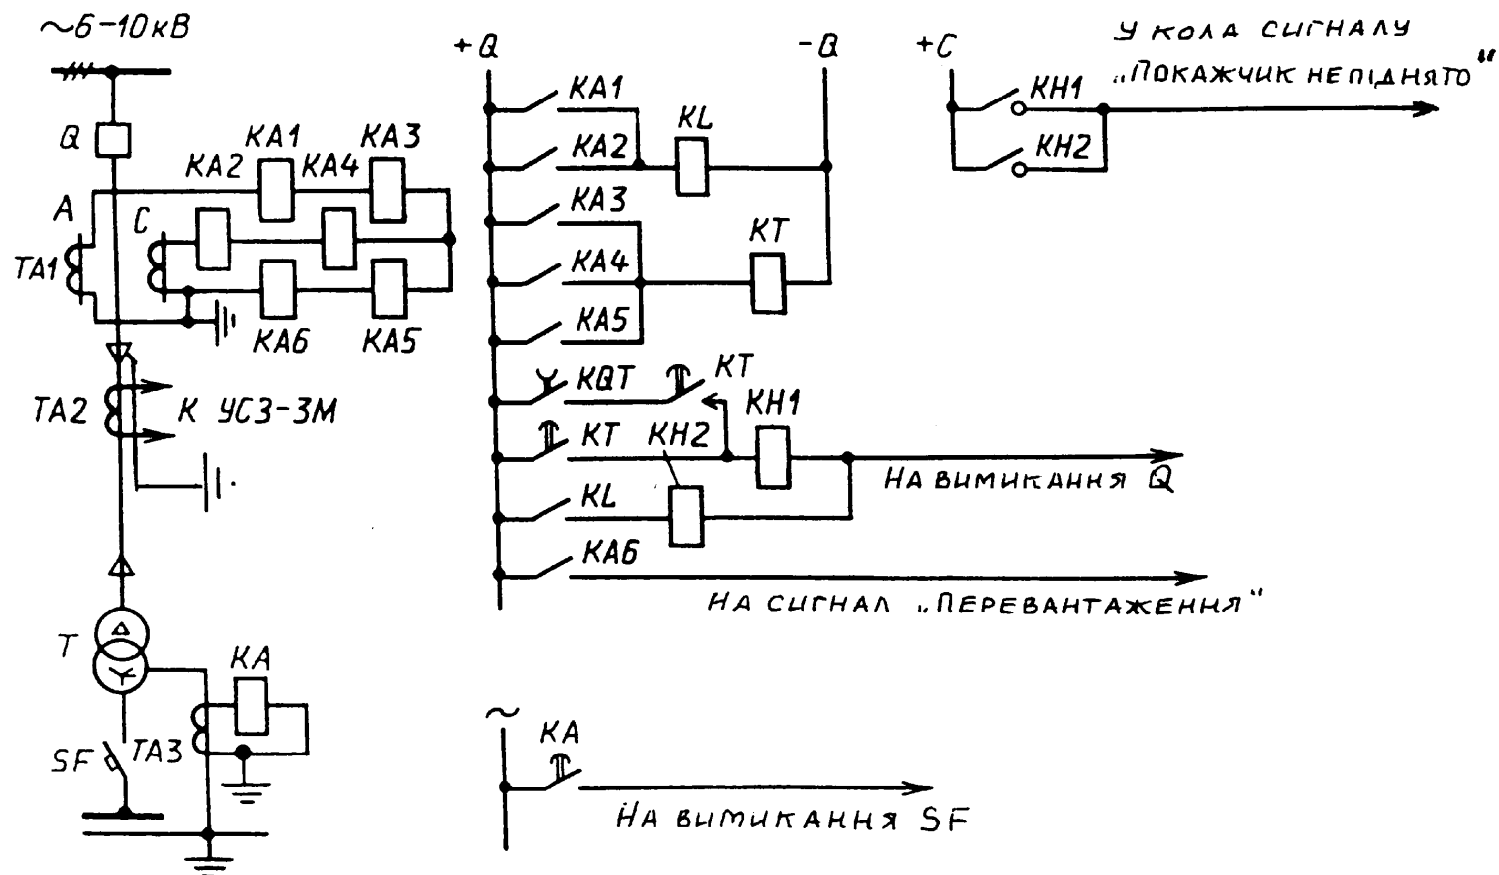 ~6-10кВ
Q
KA1
KA3
KA2
KA4
A
C
TA1
KA6
KA5
TA2
К УСЗ-3М
T
KA
SF
TA3
+Q
-Q
KA1
KL
KA2
KA3
KT
KA4
KA5
KQT
KT
KH1
KT
KH2
На вимикання Q
KL
KA6
На сигнал „Перевантаження"
~
KA
На вимикання SF
+C
У кола сигналу
„Покажчик не піднято"
KH1
KH2